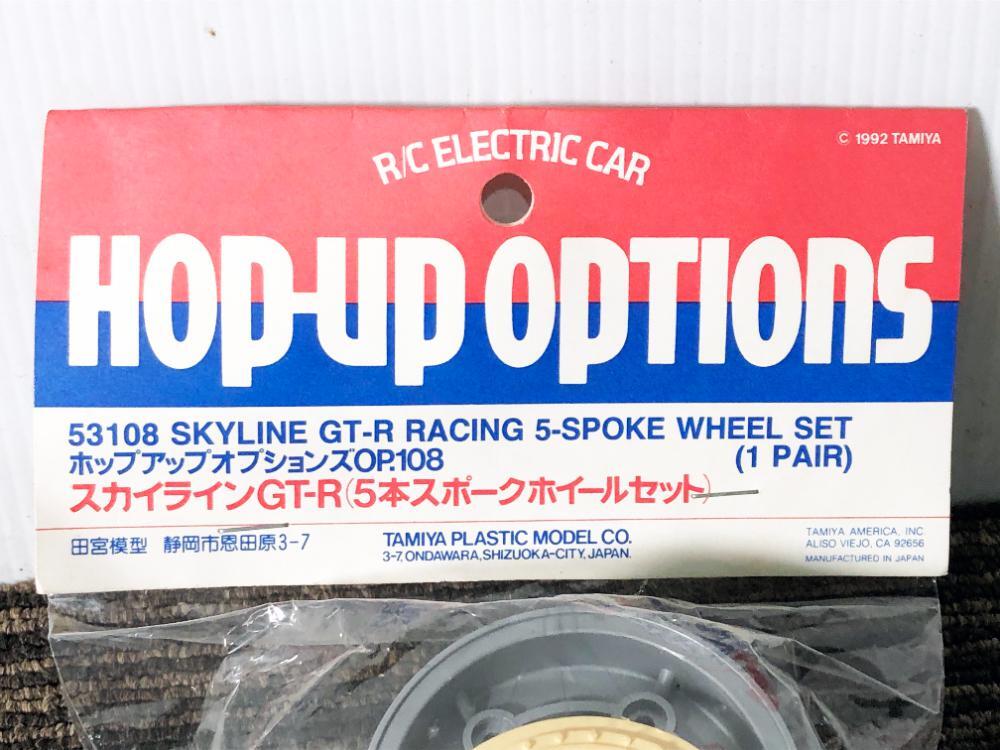 R/C ELECTRIC CAR
© 1992 TAMIYA
HOP-UP OPTIONS
53108 SKYLINE GT-R RACING 5-SPOKE WHEEL SET
ホップアップオプションズOP.108 (1 PAIR)
スカイラインGT-R(5本スポークホイールセット)
田宮模型 静岡市恩田原3-7
TAMIYA PLASTIC MODEL CO.
3-7, ONDAWARA, SHIZUOKA-CITY, JAPAN.
TAMIYA AMERICA, INC.
ALISO VIEJO, CA 92656
MANUFACTURED IN JAPAN